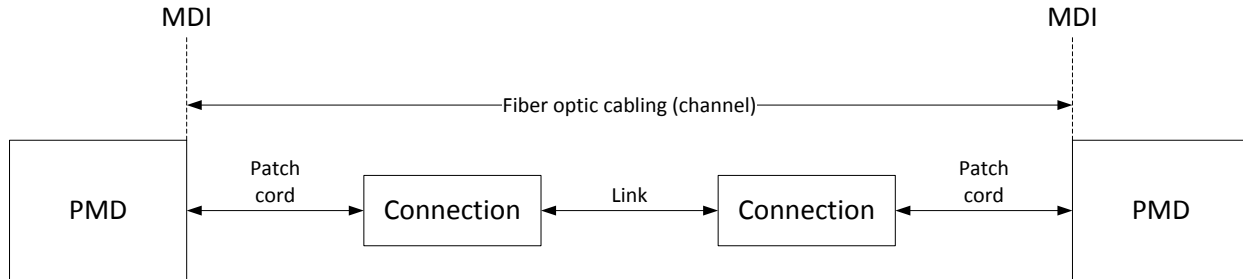 MDI
MDI
Fiber optic cabling (channel)
Patch
cord
Patch
cord
PMD
Connection
Link
Connection
PMD